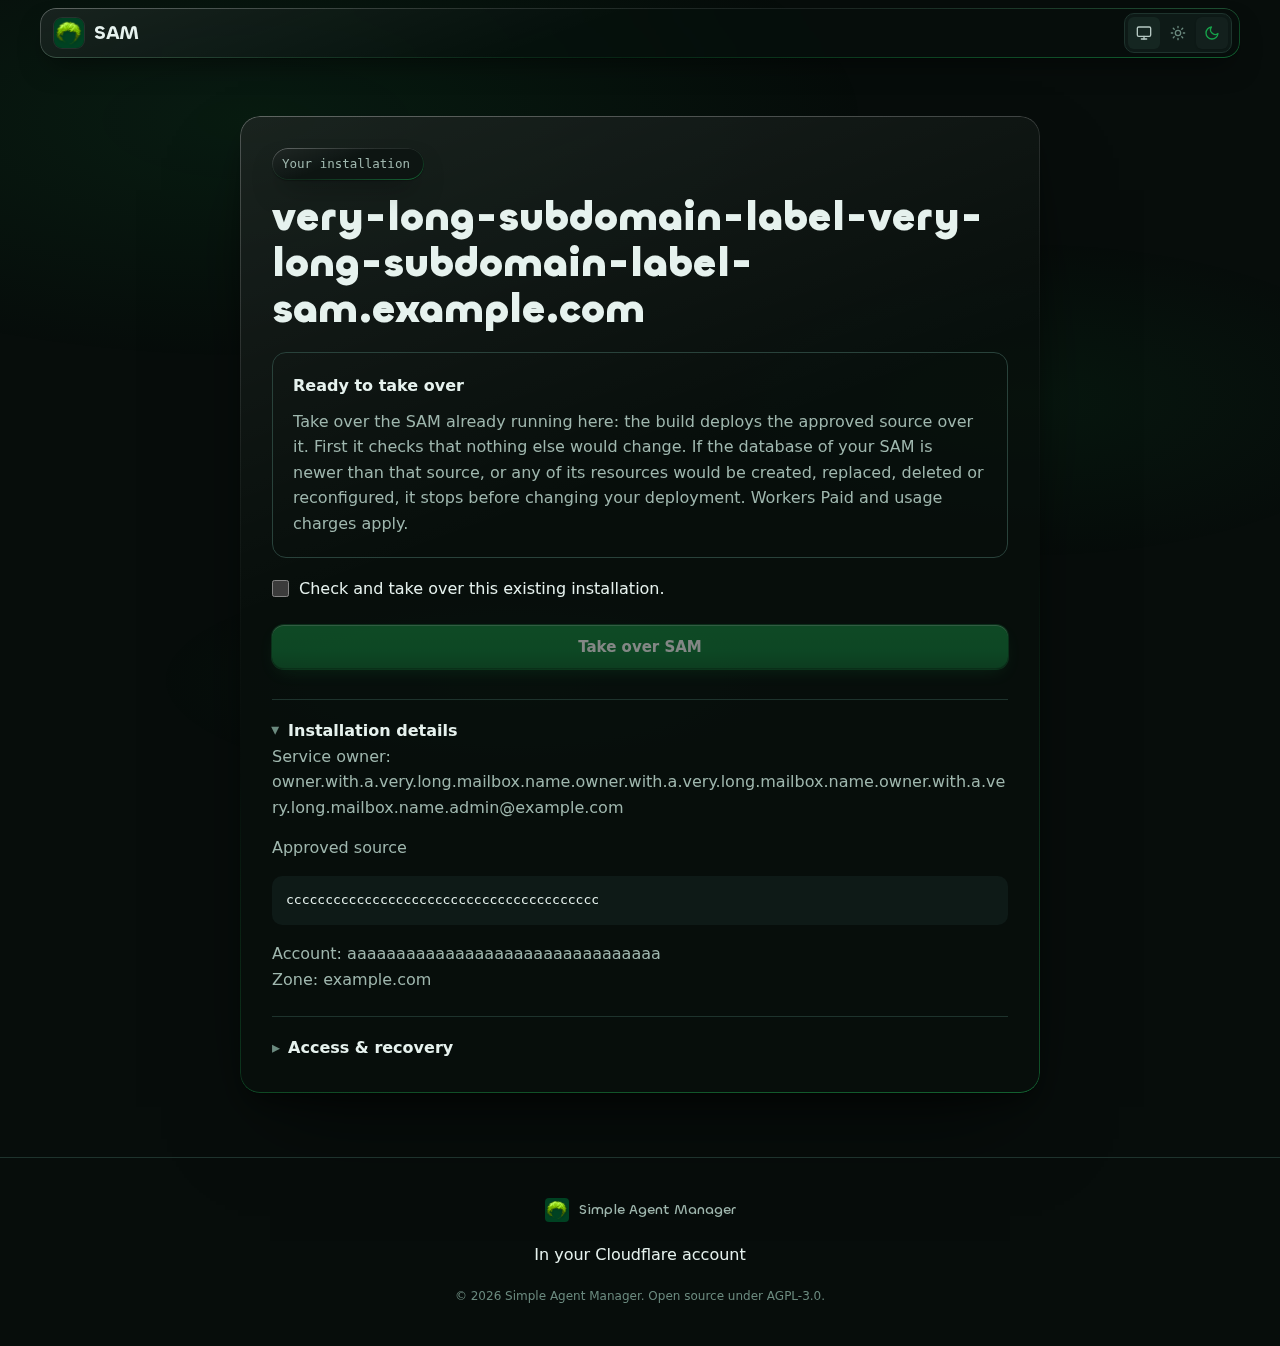 SAM
Your installation
very-long-subdomain-label-very-
long-subdomain-label-
sam.example.com
Ready to take over
Take over the SAM already running here: the build deploys the approved source over
it. First it checks that nothing else would change. If the database of your SAM is
newer than that source, or any of its resources would be created, replaced, deleted or
reconfigured, it stops before changing your deployment. Workers Paid and usage
charges apply.
Check and take over this existing installation.
Take over SAM
Installation details
Service owner:
owner.with.a.very.long.mailbox.name.owner.with.a.very.long.mailbox.name.owner.with.a.ve
ry.long.mailbox.name.admin@example.com
Approved source
cccccccccccccccccccccccccccccccccccccccc
Account: aaaaaaaaaaaaaaaaaaaaaaaaaaaaaaaa
Zone: example.com
Access & recovery
Simple Agent Manager
In your Cloudflare account
© 2026 Simple Agent Manager. Open source under AGPL-3.0.